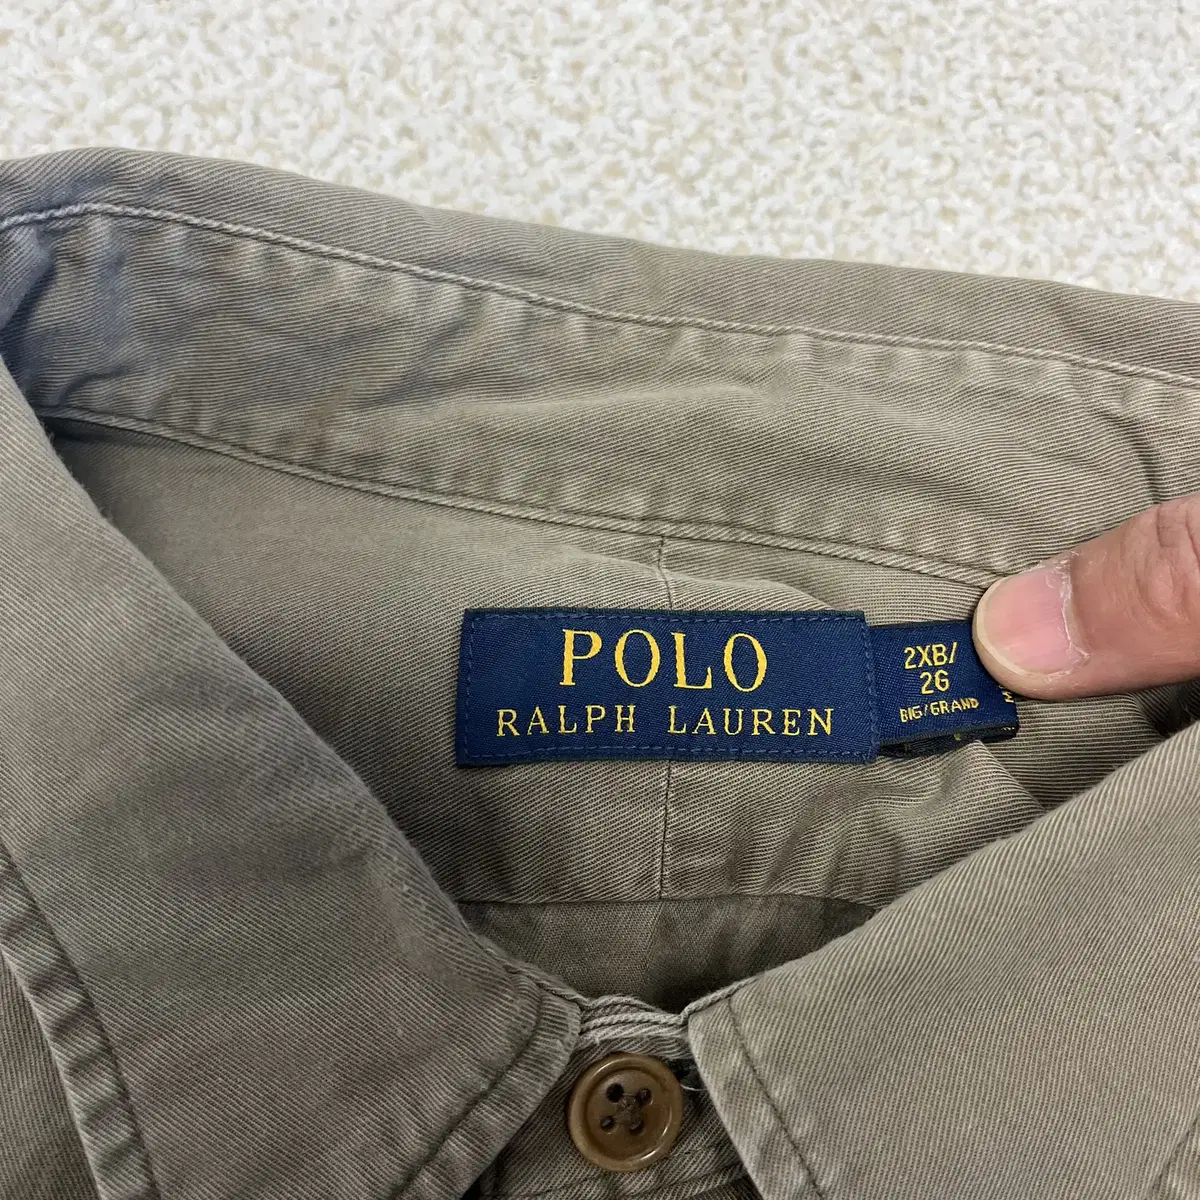 POLO
RALPH LAUREN
2XB/
2G
BIG/GRAND